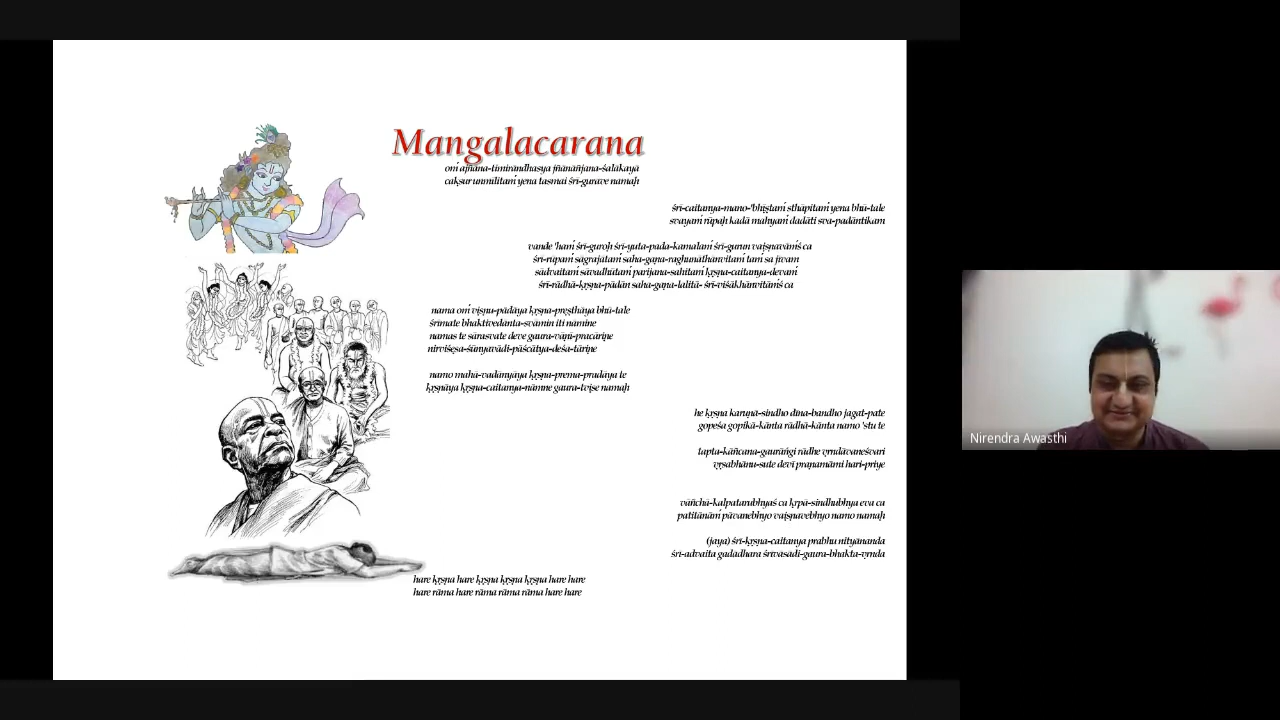 Mangalacarana
oṁ ajñāna-timirāndhasya jñānāñjana-śalākayā
cakṣur unmīlitaṁ yena tasmai śrī-gurave namaḥ
śrī-caitanya-mano-'bhīṣṭaṁ sthāpitaṁ yena bhū-tale
svayaṁ rūpaḥ kadā mahyaṁ dadāti sva-padāntikam
vande 'haṁ śrī-guroḥ śrī-yuta-pada-kamalaṁ śrī-gurun vaiṣṇavāṁś ca
śrī-rūpaṁ sāgrajātaṁ saha-gaṇa-raghunāthānvitaṁ taṁ sa jīvam
sādvaitaṁ sāvadhūtaṁ parijana-sahitaṁ kṛṣṇa-caitanya-devaṁ
śrī-rādhā-kṛṣṇa-pādān saha-gaṇa-lalitā- śrī-viśākhānvitāṁś ca
nama oṁ viṣṇu-pādāya kṛṣṇa-preṣṭhāya bhū-tale
śrīmate bhaktivedānta-svāmin iti nāmine
namas te sārasvate deve gaura-vāṇī-pracāriṇe
nirviśeṣa-śūnyavādi-pāścātya-deśa-tāriṇe
namo mahā-vadānyāya kṛṣṇa-prema-pradāya te
kṛṣṇāya kṛṣṇa-caitanya-nāmne gaura-tviṣe namaḥ
he kṛṣṇa karuṇā-sindho dīna-bandho jagat-pate
gopeśa gopikā-kānta rādhā-kānta namo 'stu te
tapta-kāñcana-gaurāṅgi rādhe vṛndāvaneśvari
vṛṣabhānu-sute devī praṇamāmi hari-priye
vāñchā-kalpatarubhyaś ca kṛpā-sindhubhya eva ca
patitānāṁ pāvanebhyo vaiṣṇavebhyo namo namaḥ
(jaya) śrī-kṛṣṇa-caitanya prabhu nityānanda
śrī-advaita gadādhara śrīvāsādi-gaura-bhakta-vṛnda
hare kṛṣṇa hare kṛṣṇa kṛṣṇa kṛṣṇa hare hare
hare rāma hare rāma rāma rāma hare hare
Nirendra Awasthi